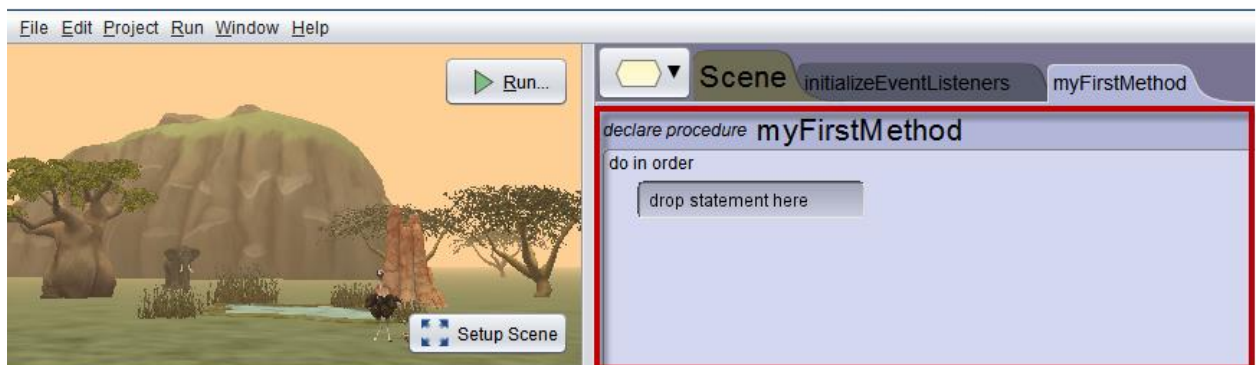 File Edit Project Run Window Help
Run...
Setup Scene
Scene initializeEventListeners myFirstMethod
declare procedure myFirstMethod
do in order
drop statement here